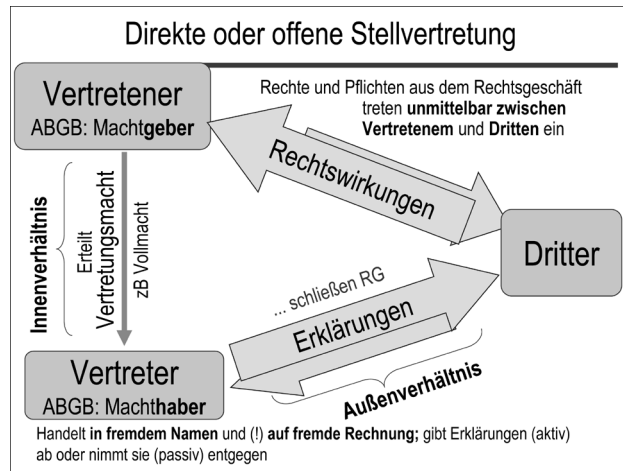 Direkte oder offene Stellvertretung
Vertretener
ABGB: Machtgeber
Rechte und Pflichten aus dem Rechtsgeschäft
treten unmittelbar zwischen
Vertretenem und Dritten ein
Rechtswirkungen
Innenverhältnis
Erteilt
Vertretungsmacht
zB Vollmacht
Dritter
... schließen RG
Erklärungen
Außenverhältnis
Vertreter
ABGB: Machthaber
Handelt in fremdem Namen und (!) auf fremde Rechnung; gibt Erklärungen (aktiv)
ab oder nimmt sie (passiv) entgegen